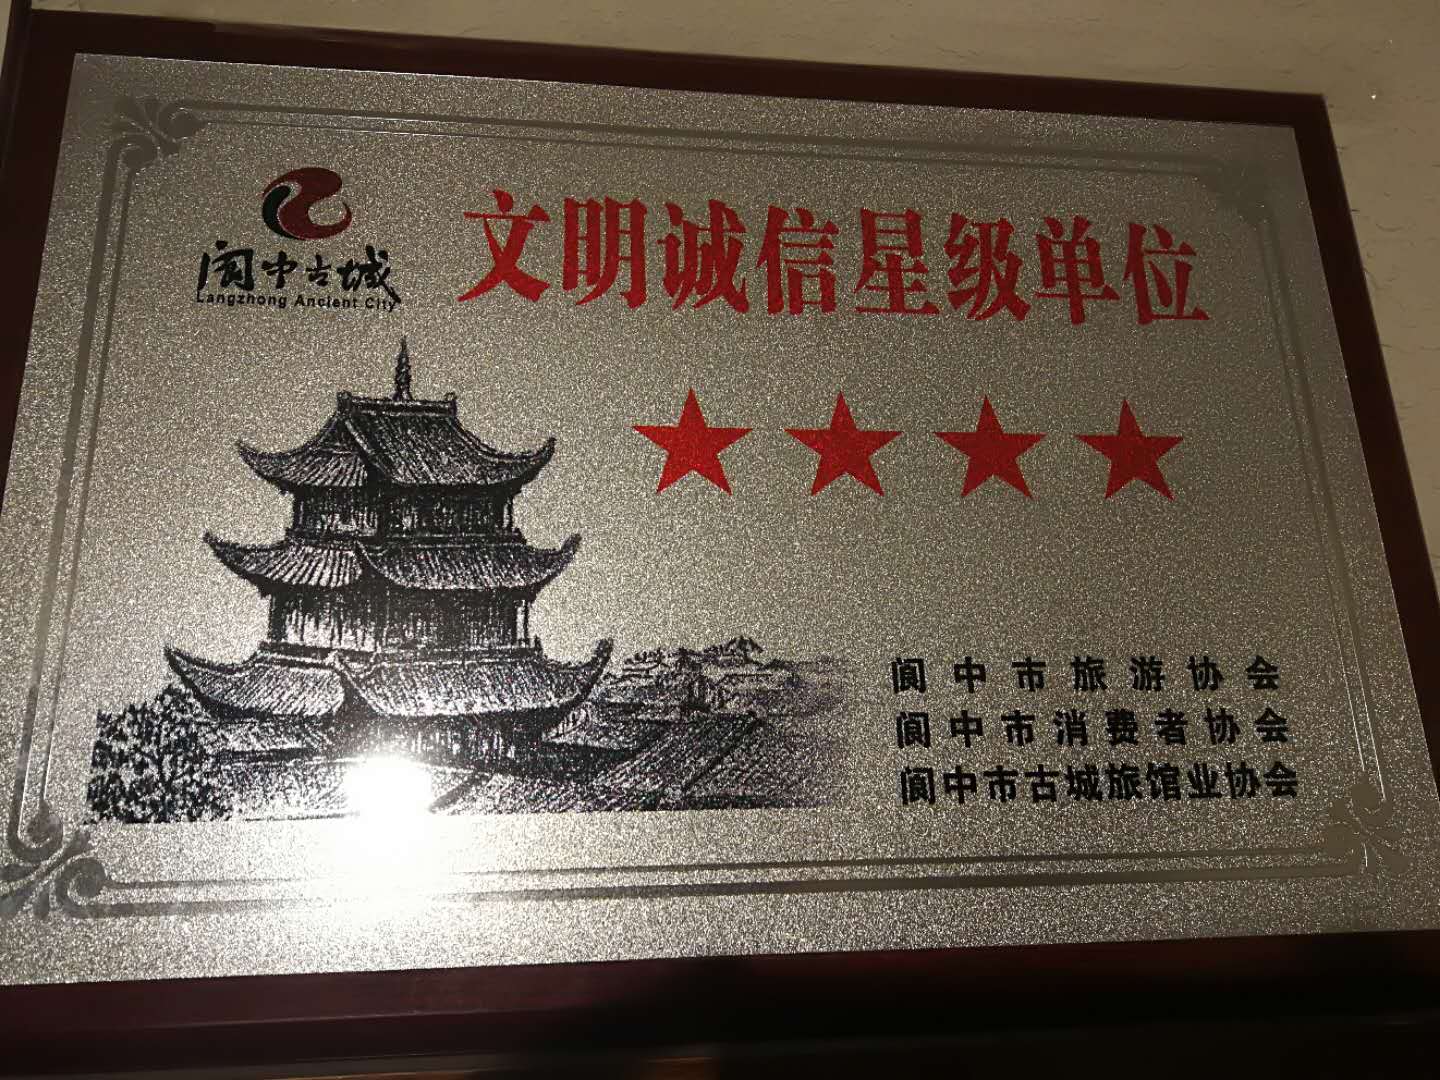 阆中古城
Langzhong Ancient City
文明诚信星级单位
阆中市旅游协会
阆中市消费者协会
阆中市古城旅馆业协会